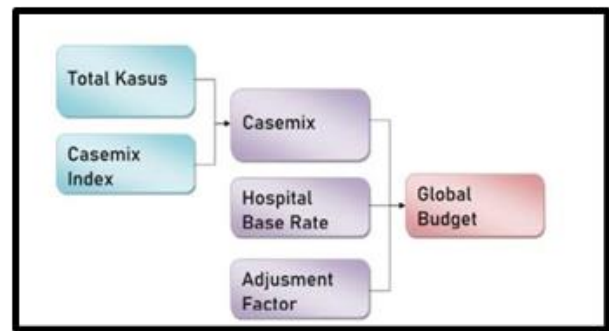 Total Kasus
Casemix
Index
Casemix
Hospital
Base Rate
Adjusment
Factor
Global
Budget